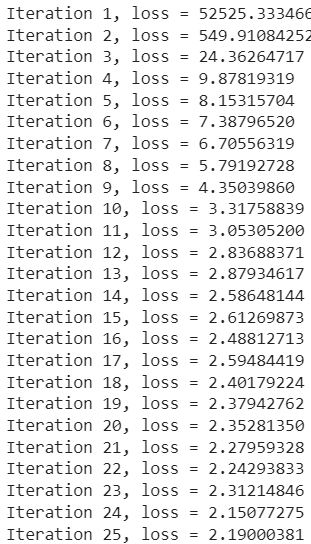 Iteration 1, loss = 52525.333466
Iteration 2, loss = 549.91084252
Iteration 3, loss = 24.36264717
Iteration 4, loss = 9.87819319
Iteration 5, loss = 8.15315704
Iteration 6, loss = 7.38796520
Iteration 7, loss = 6.70556319
Iteration 8, loss = 5.79192728
Iteration 9, loss = 4.35039860
Iteration 10, loss = 3.31758839
Iteration 11, loss = 3.05305200
Iteration 12, loss = 2.83688371
Iteration 13, loss = 2.87934617
Iteration 14, loss = 2.58648144
Iteration 15, loss = 2.61269873
Iteration 16, loss = 2.48812713
Iteration 17, loss = 2.59484419
Iteration 18, loss = 2.40179224
Iteration 19, loss = 2.37942762
Iteration 20, loss = 2.35281350
Iteration 21, loss = 2.27959328
Iteration 22, loss = 2.24293833
Iteration 23, loss = 2.31214846
Iteration 24, loss = 2.15077275
Iteration 25, loss = 2.19000381